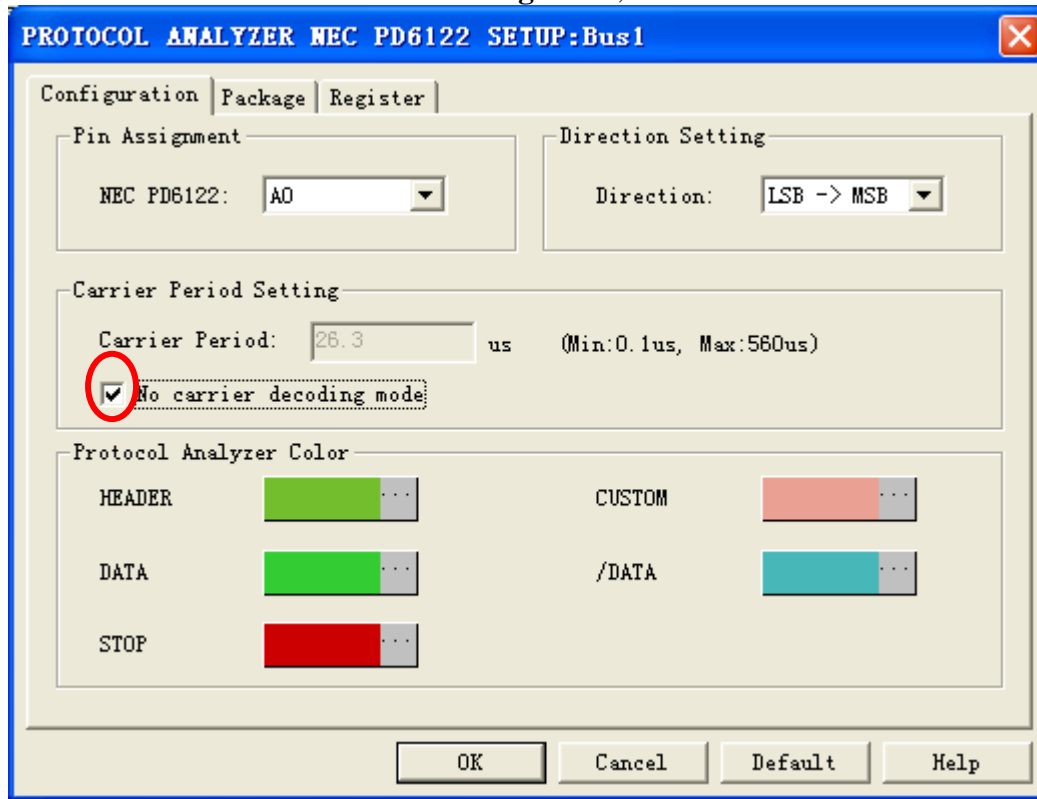 PROTOCOL ANALYZER NEC PD6122 SETUP:Bus1
Configuration Package Register
Pin Assignment
NEC PD6122: A0
Direction Setting
Direction: LSB -> MSB
Carrier Period Setting
Carrier Period: 26.3 us (Min:0.1us, Max:560us)
No carrier decoding mode
Protocol Analyzer Color
HEADER ... CUSTOM ...
DATA ... /DATA ...
STOP ...
OK Cancel Default Help